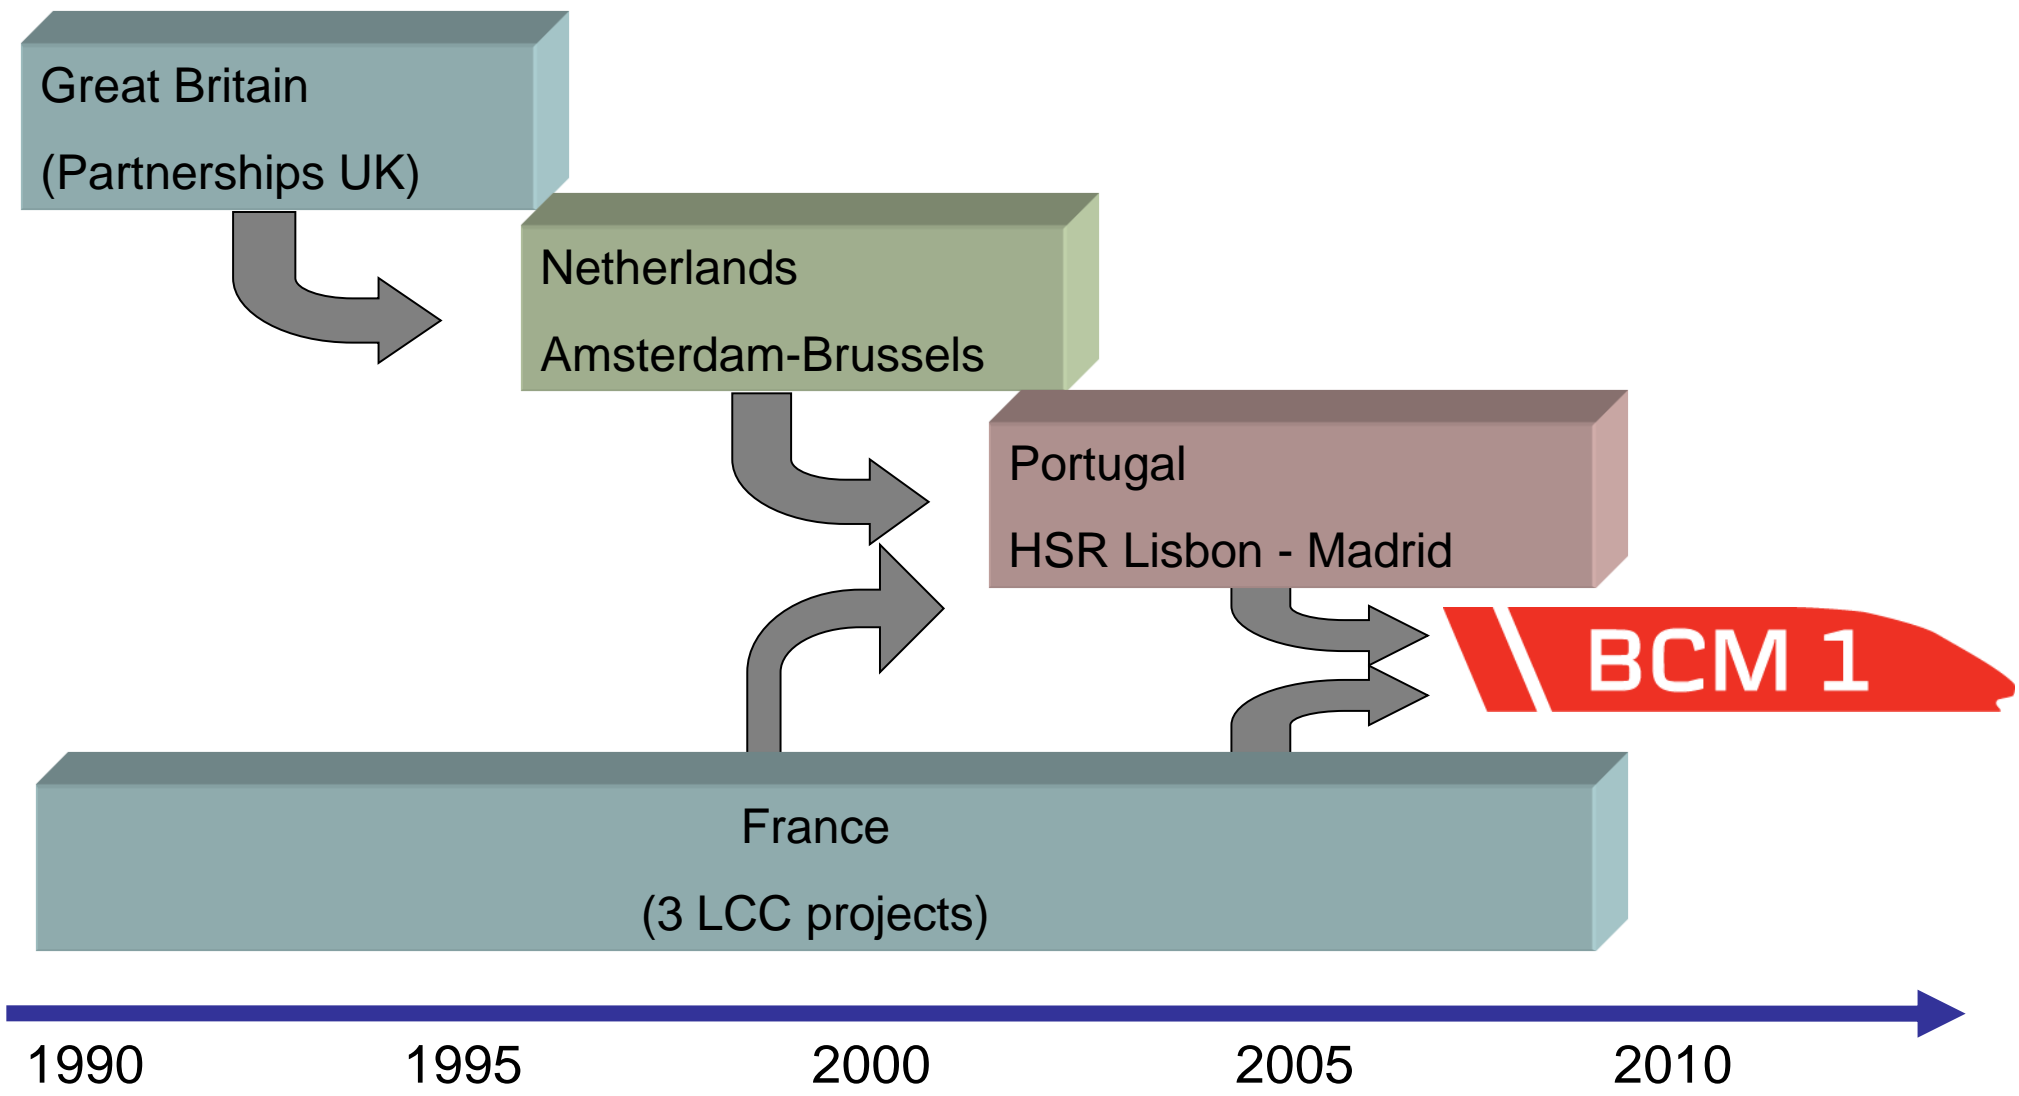 Great Britain
(Partnerships UK)
Netherlands
Amsterdam-Brussels
Portugal
HSR Lisbon - Madrid
BCM 1
France
(3 LCC projects)
1990 1995 2000 2005 2010